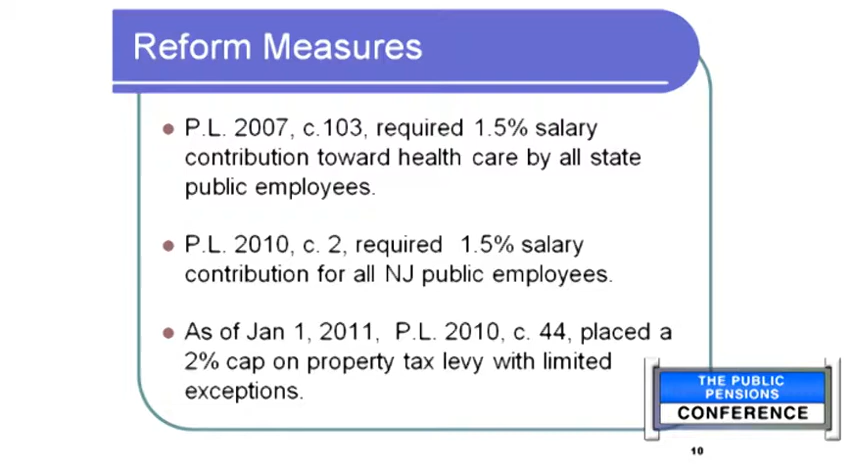 Reform Measures
P.L. 2007, c.103, required 1.5% salary
contribution toward health care by all state
public employees.
P.L. 2010, c. 2, required 1.5% salary
contribution for all NJ public employees.
As of Jan 1, 2011, P.L. 2010, c. 44, placed a
2% cap on property tax levy with limited
exceptions.
THE PUBLIC
PENSIONS
CONFERENCE
10